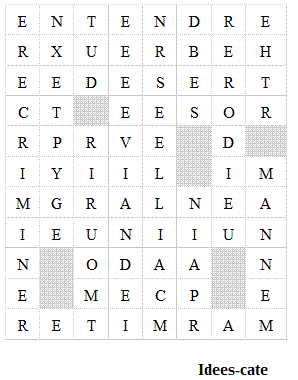 E N T E N D R E
R X U E R B E H
E E D E S E R T
C T E E S O R
R P R V E D
I Y I I L I M
M G R A L N E A
I E U N I I U N
N O D A A N
E M E C P E
R E T I M R A M
Idees-cate